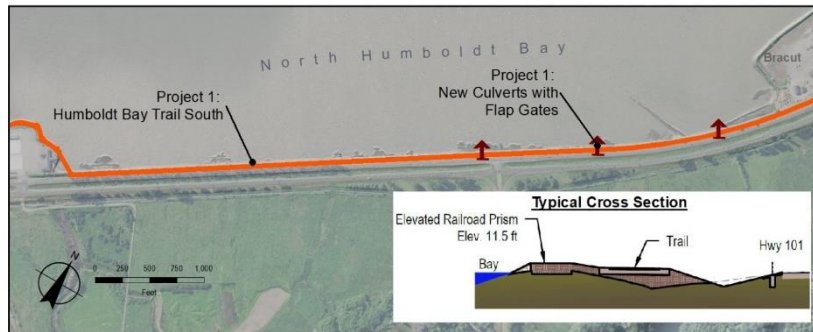 North Humboldt Bay
Bracut
Project 1:
Humboldt Bay Trail South
Project 1:
New Culverts with
Flap Gates
Typical Cross Section
Elevated Railroad Prism
Elev. 11.5 ft
Trail
Hwy 101
Bay
N
0 250 500 750 1,000
Feet